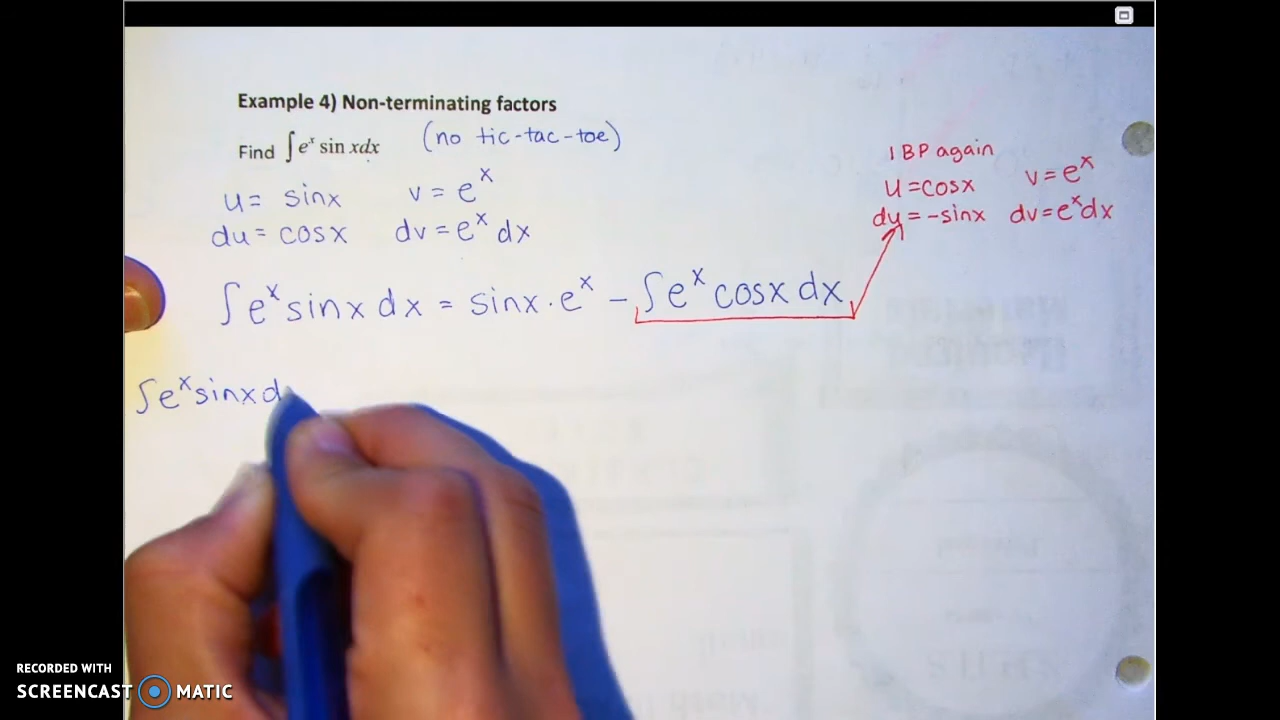 Example 4) Non-terminating factors
Find ∫e^x sin xdx (no tic-tac-toe)
u = sinx v = e^x
du = cosx dv = e^x dx
IBP again
u = cosx v = e^x
du = -sinx dv = e^x dx
∫e^x sinx dx = sinx · e^x − ∫e^x cosx dx
∫e^x sinx d
RECORDED WITH
SCREENCAST MATIC